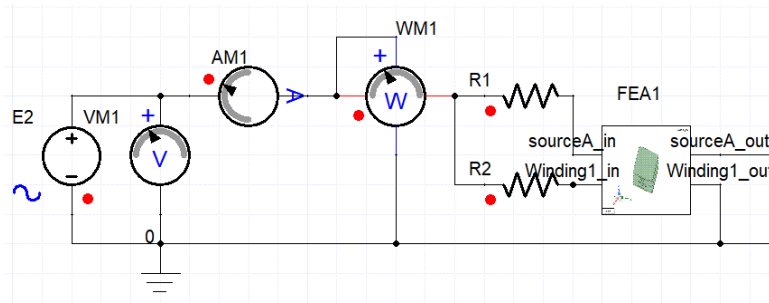 WM1
AM1
+
R1
FEA1
E2
VM1
+
A
W
+
V
sourceA_in
sourceA_out
R2
Winding1_in
Winding1_out
0